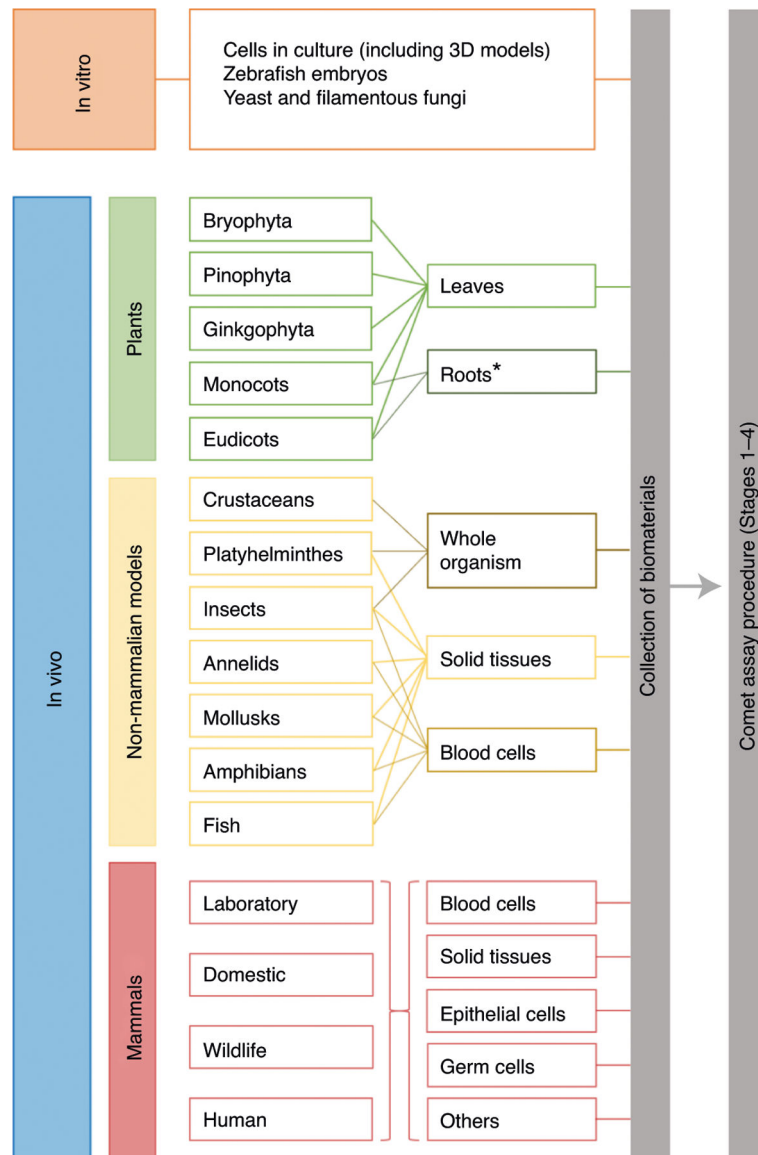 In vitro
Cells in culture (including 3D models)
Zebrafish embryos
Yeast and filamentous fungi
In vivo
Plants
Bryophyta
Pinophyta
Ginkgophyta
Monocots
Eudicots
Leaves
Roots*
Non-mammalian models
Crustaceans
Platyhelminthes
Insects
Annelids
Mollusks
Amphibians
Fish
Whole
organism
Solid tissues
Blood cells
Mammals
Laboratory
Domestic
Wildlife
Human
Blood cells
Solid tissues
Epithelial cells
Germ cells
Others
Collection of biomaterials
Comet assay procedure (Stages 1–4)